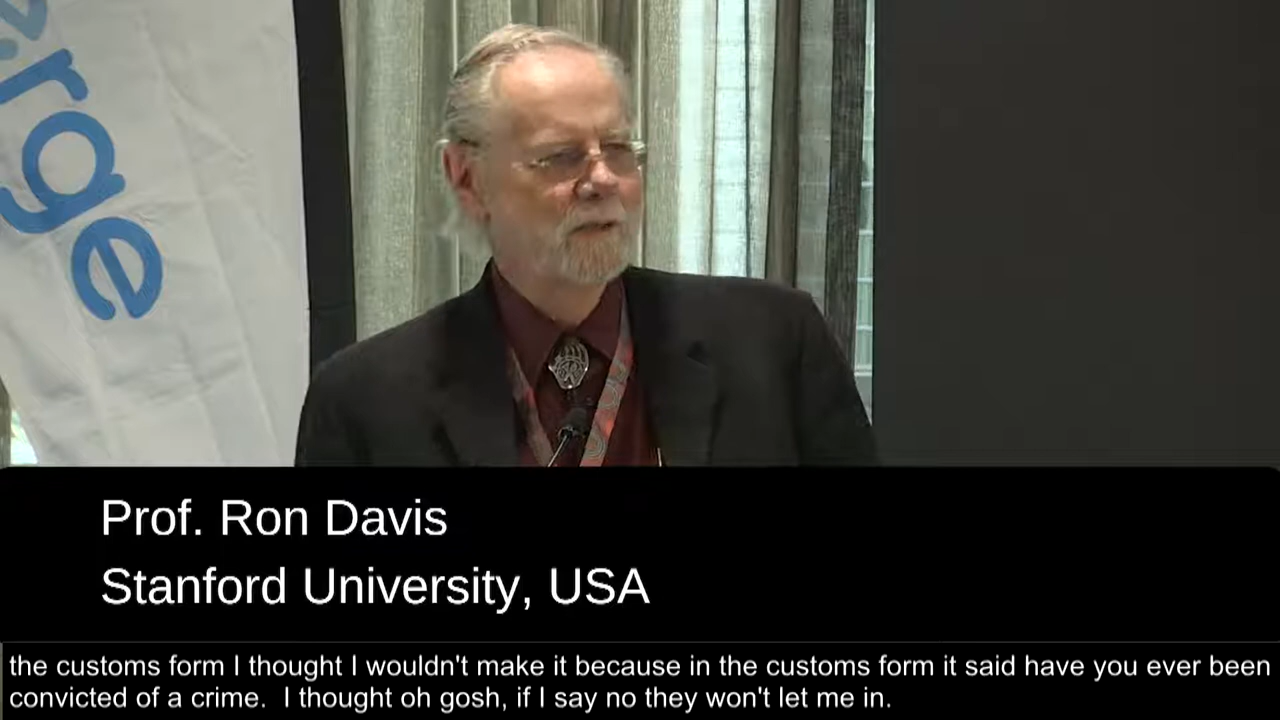 erge
Prof. Ron Davis
Stanford University, USA
the customs form I thought I wouldn't make it because in the customs form it said have you ever been
convicted of a crime.  I thought oh gosh, if I say no they won't let me in.